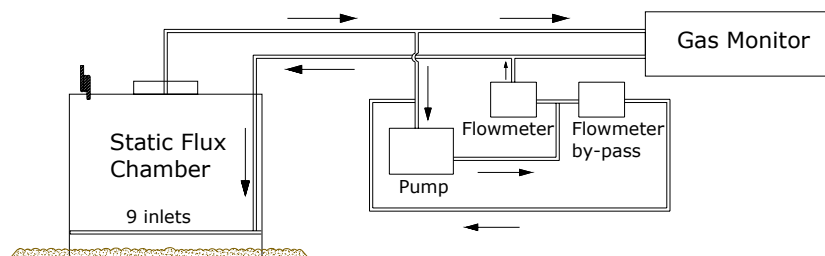 Gas Monitor
Static Flux
Chamber
Flowmeter
Flowmeter
by-pass
Pump
9 inlets